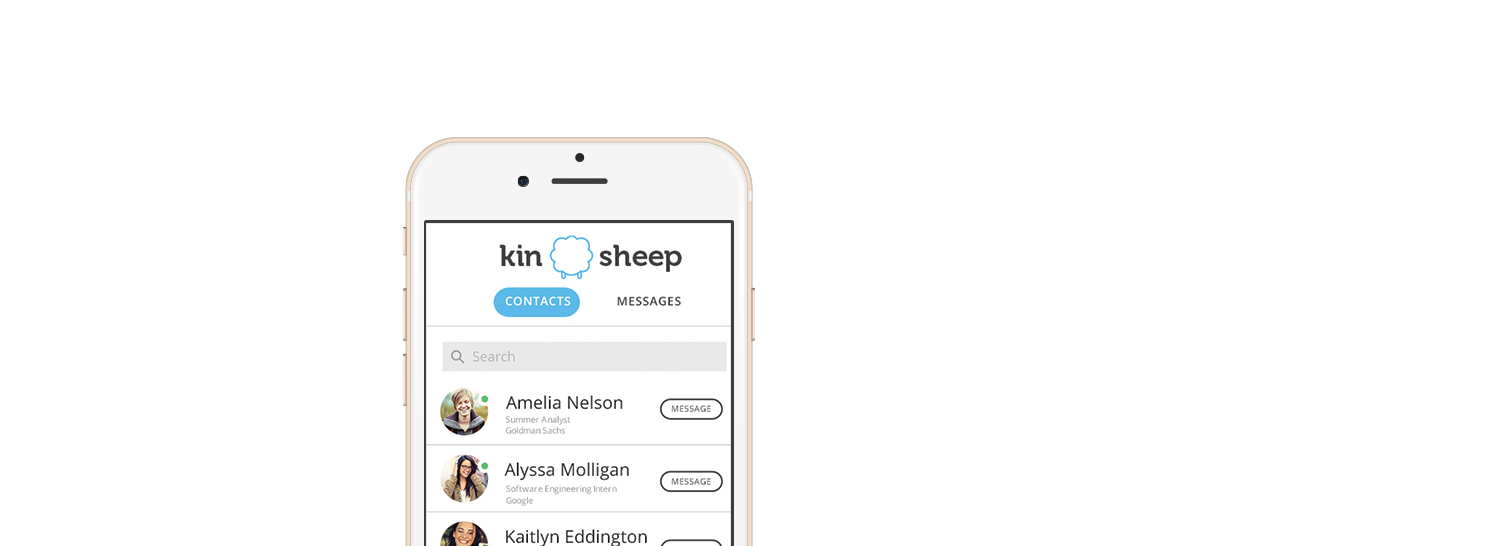 kin sheep
CONTACTS MESSAGES
Search
Amelia Nelson
Summer Analyst
Goldman Sachs
MESSAGE
Alyssa Molligan
Software Engineering Intern
Google
MESSAGE
Kaitlyn Eddington